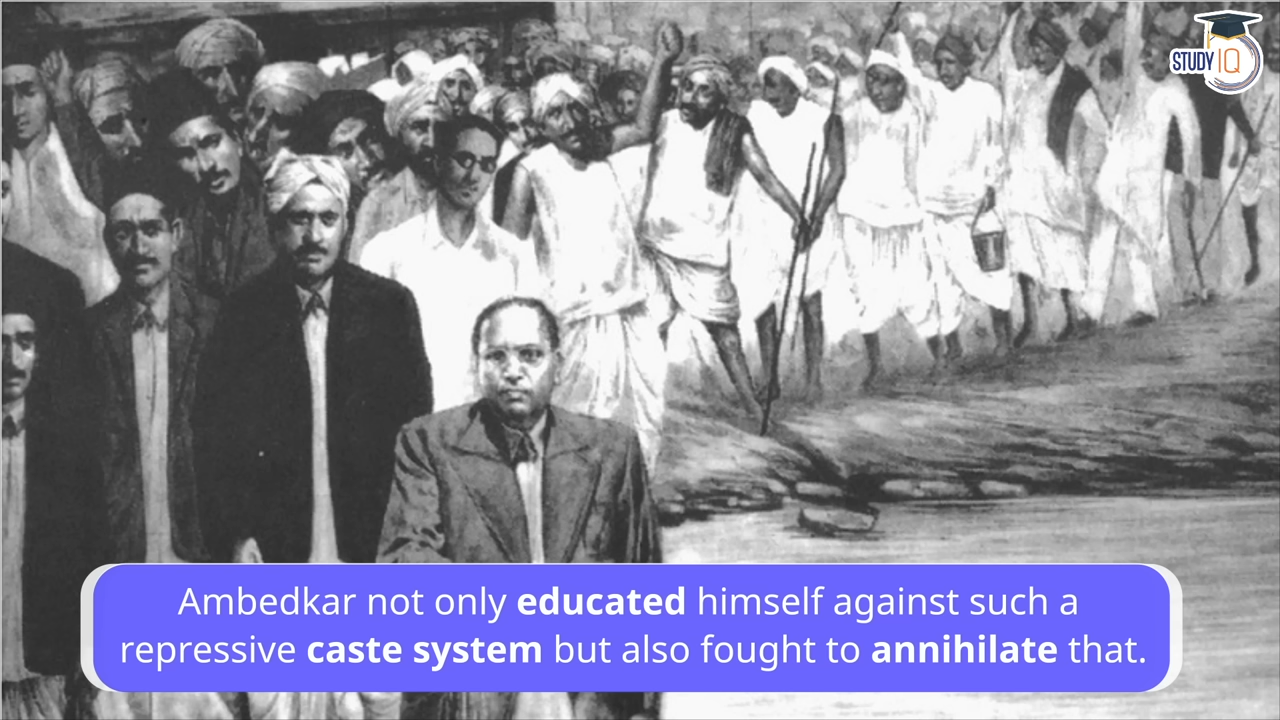 STUDY IQ
Ambedkar not only educated himself against such a
repressive caste system but also fought to annihilate that.